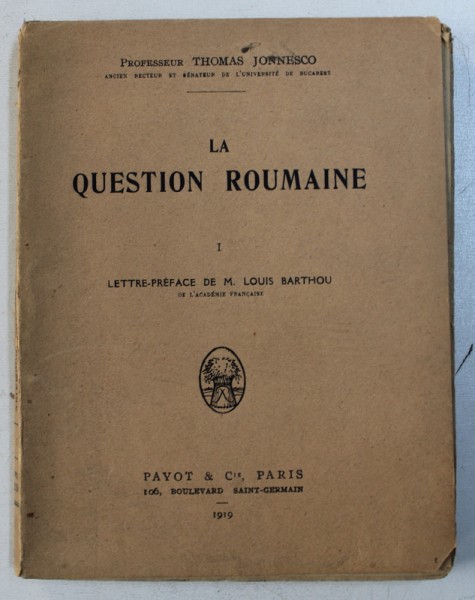 Professeur THOMAS JONNESCO
ANCIEN RECTEUR ET SÉNATEUR DE L'UNIVERSITÉ DE BUCAREST
LA
QUESTION ROUMAINE
I
LETTRE-PRÉFACE DE M. LOUIS BARTHOU
DE L'ACADÉMIE FRANÇAISE
PAYOT & Cie, PARIS
106, BOULEVARD SAINT-GERMAIN
1919